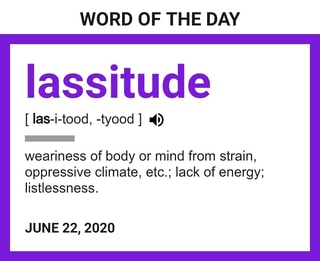 WORD OF THE DAY
lassitude
[ las-i-tood, -tyood ]
weariness of body or mind from strain,
oppressive climate, etc.; lack of energy;
listlessness.
JUNE 22, 2020